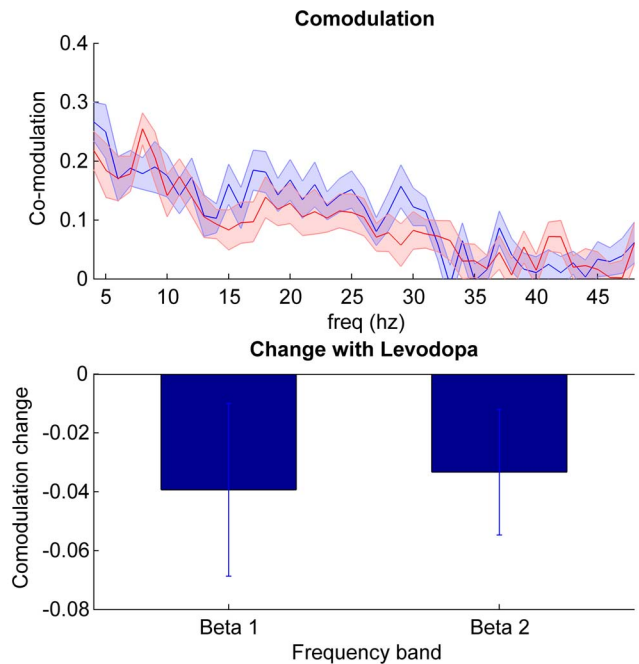 Comodulation
Co-modulation
0.4
0.3
0.2
0.1
0
5 10 15 20 25 30 35 40 45
freq (hz)
Change with Levodopa
Comodulation change
0
-0.02
-0.04
-0.06
-0.08
Beta 1 Beta 2
Frequency band